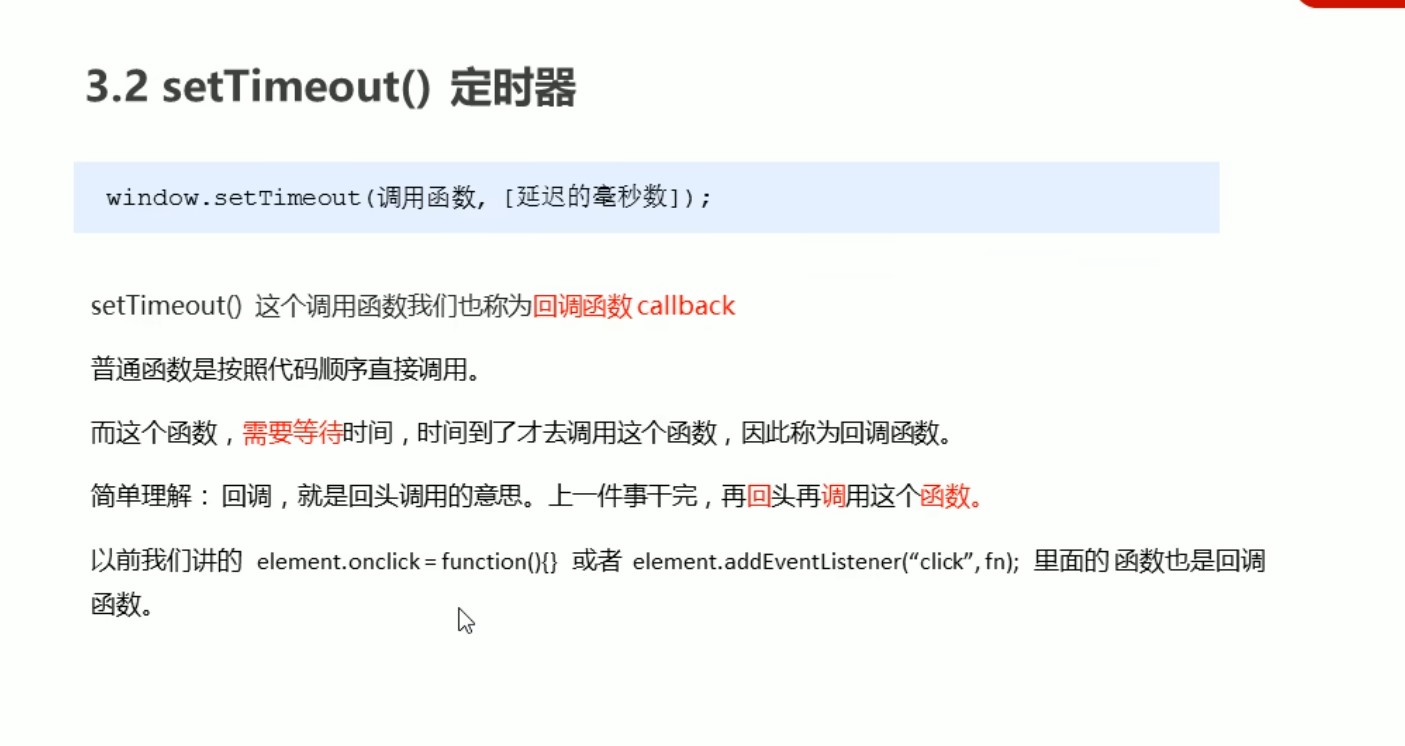 3.2 setTimeout() 定时器
window.setTimeout(调用函数, [延迟的毫秒数]);
setTimeout() 这个调用函数我们也称为回调函数 callback
普通函数是按照代码顺序直接调用。
而这个函数，需要等待时间，时间到了才去调用这个函数，因此称为回调函数。
简单理解： 回调，就是回头调用的意思。上一件事干完，再回头再调用这个函数。
以前我们讲的 element.onclick = function(){} 或者 element.addEventListener(“click”, fn); 里面的 函数也是回调
函数。